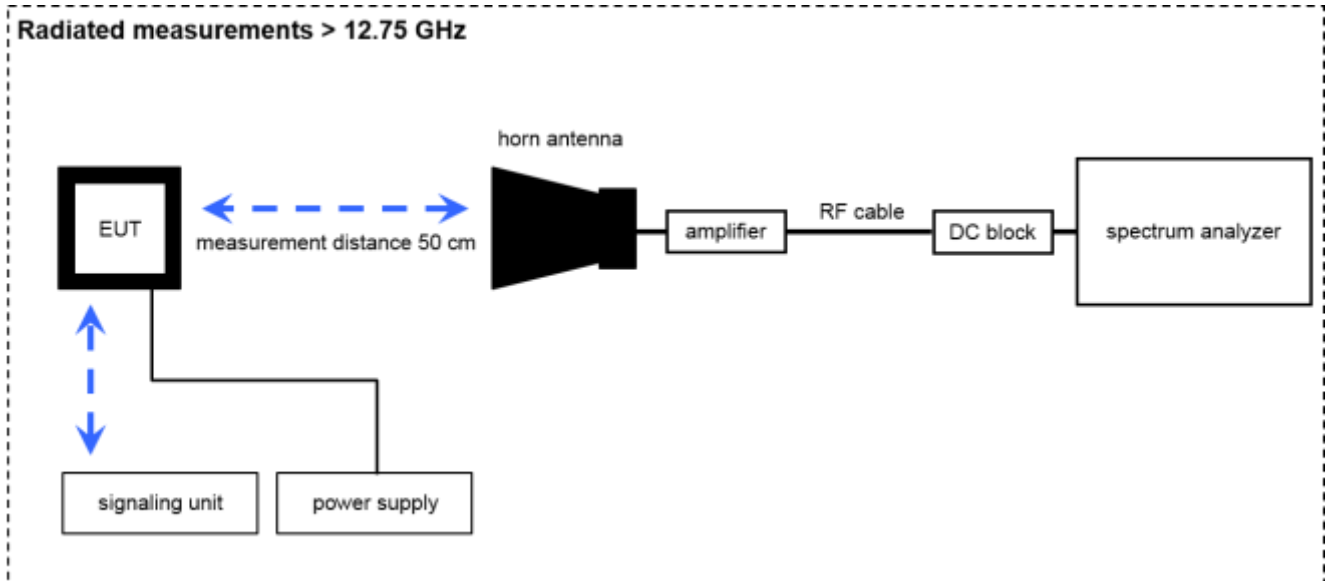 Radiated measurements > 12.75 GHz
horn antenna
EUT
measurement distance 50 cm
amplifier
RF cable
DC block
spectrum analyzer
signaling unit
power supply